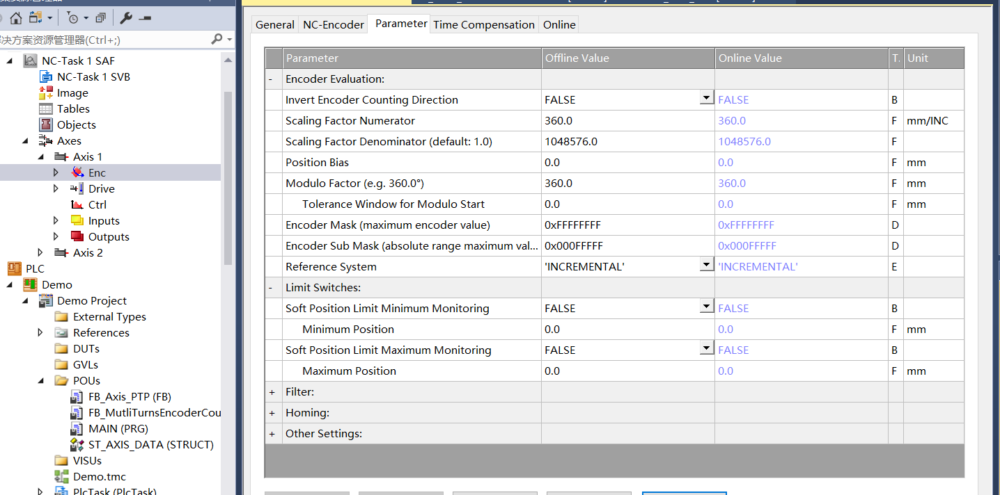 决方案资源管理器(Ctrl+;)
NC-Task 1 SAF
NC-Task 1 SVB
Image
Tables
Objects
Axes
Axis 1
Enc
Drive
Ctrl
Inputs
Outputs
Axis 2
PLC
Demo
Demo Project
External Types
References
DUTs
GVLs
POUs
FB_Axis_PTP (FB)
FB_MutliTurnsEncoderCou
MAIN (PRG)
ST_AXIS_DATA (STRUCT)
VISUs
Demo.tmc
PlcTask (PlcTask)
General NC-Encoder Parameter Time Compensation Online
Parameter Offline Value Online Value T. Unit
- Encoder Evaluation:
Invert Encoder Counting Direction FALSE FALSE B
Scaling Factor Numerator 360.0 360.0 F mm/INC
Scaling Factor Denominator (default: 1.0) 1048576.0 1048576.0 F
Position Bias 0.0 0.0 F mm
Modulo Factor (e.g. 360.0°) 360.0 360.0 F mm
Tolerance Window for Modulo Start 0.0 0.0 F mm
Encoder Mask (maximum encoder value) 0xFFFFFFFF 0xFFFFFFFF D
Encoder Sub Mask (absolute range maximum val... 0x000FFFFF 0x000FFFFF D
Reference System 'INCREMENTAL' 'INCREMENTAL' E
- Limit Switches:
Soft Position Limit Minimum Monitoring FALSE FALSE B
Minimum Position 0.0 0.0 F mm
Soft Position Limit Maximum Monitoring FALSE FALSE B
Maximum Position 0.0 0.0 F mm
+ Filter:
+ Homing:
+ Other Settings: